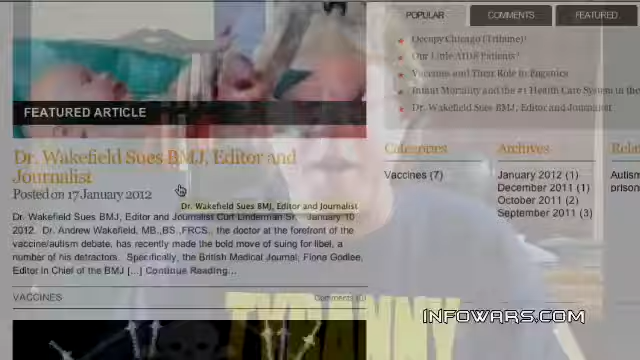 POPULAR
COMMENTS
FEATURED
Occupy Chicago (Tribune)?
Our Little AIDS Patients?
Vaccines and Their Role In Eugenics
Infant Mortality and the #1 Health Care System in the
Dr. Wakefield Sues BMJ, Editor and Journalist
FEATURED ARTICLE
Dr. Wakefield Sues BMJ, Editor and
Journalist
Posted on 17 January 2012
Dr. Wakefield Sues BMJ, Editor and Journalist
Dr. Wakefield Sues BMJ, Editor and Journalist Curt Linderman Sr. January 10
2012. Dr. Andrew Wakefield, MB.,BS.,FRCS., the doctor at the forefront of the
vaccine/autism debate, has recently made the bold move of suing for libel, a
number of his detractors. Specifically, the British Medical Journal, Fiona Godlee,
Editor in Chief of the BMJ [...] Continue Reading...
VACCINES
Comments (0)
Categories
Vaccines (7)
Archives
January 2012 (1)
December 2011 (1)
October 2011 (2)
September 2011 (3)
Rela
Autism
prison
TYRANNY
INFOWARS.COM